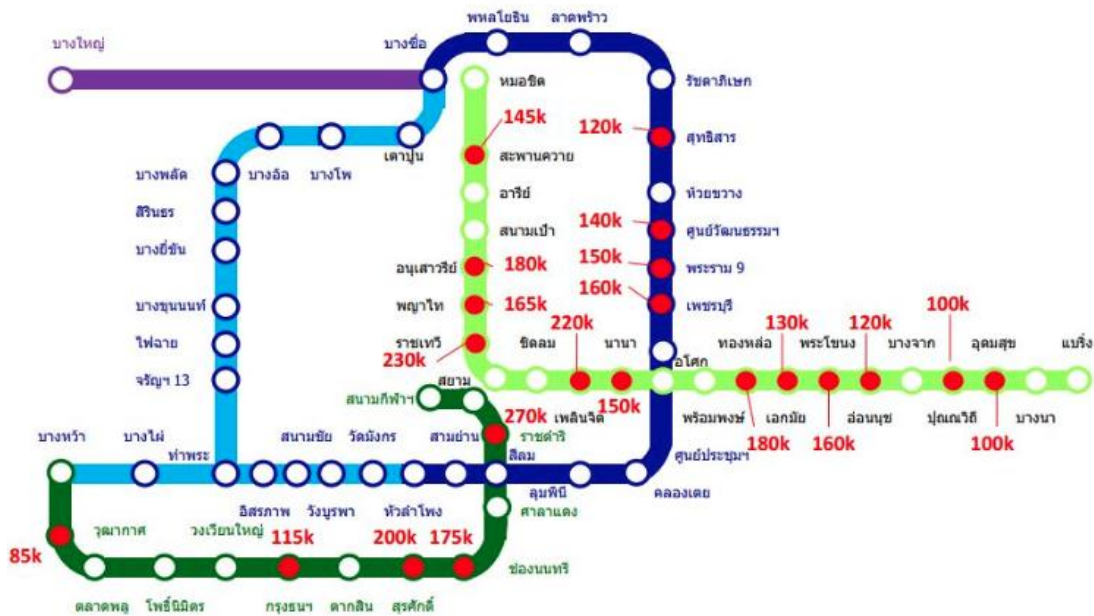 พหลโยธิน
ลาดพร้าว
บางใหญ่
บางซื่อ
หมอชิต
รัชดาภิเษก
145k
120k
สุทธิสาร
เตาปูน
สะพานควาย
บางพลัด
บางอ้อ
บางโพ
อารีย์
ห้วยขวาง
สิรินธร
สนามเป้า
140k
ศูนย์วัฒนธรรมฯ
บางยี่ขัน
อนุเสาวรีย์
180k
150k
พระราม 9
บางขุนนนท์
พญาไท
165k
160k
เพชรบุรี
220k
130k
100k
ไฟฉาย
ราชเทวี
ชิดลม
นานา
ทองหล่อ
พระโขนง
120k
บางจาก
อุดมสุข
แบริ่ง
230k
อโศก
จรัญฯ 13
สยาม
สนามกีฬาฯ
270k
เพลินจิต
150k
พร้อมพงษ์
เอกมัย
อ่อนนุช
ปุณณวิถี
บางนา
180k
160k
100k
บางหว้า
บางไผ่
ท่าพระ
สนามชัย
วัดมังกร
สามย่าน
ราชดำริ
สีลม
ศูนย์ประชุมฯ
อิสรภาพ
วังบูรพา
หัวลำโพง
ลุมพินี
คลองเตย
ศาลาแดง
วุฒากาศ
วงเวียนใหญ่
115k
200k
175k
85k
ช่องนนทรี
ตลาดพลู
โพธิ์นิมิตร
กรุงธนฯ
ตากสิน
สุรศักดิ์